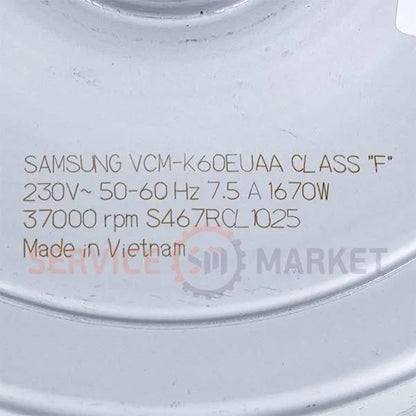 SAMSUNG VCM-K60EUAA CLASS "F"
230V~ 50-60 Hz 7.5 A 1670W
37000 rpm S467RCL1025
Made in Vietnam
SERVICE SM MARKET